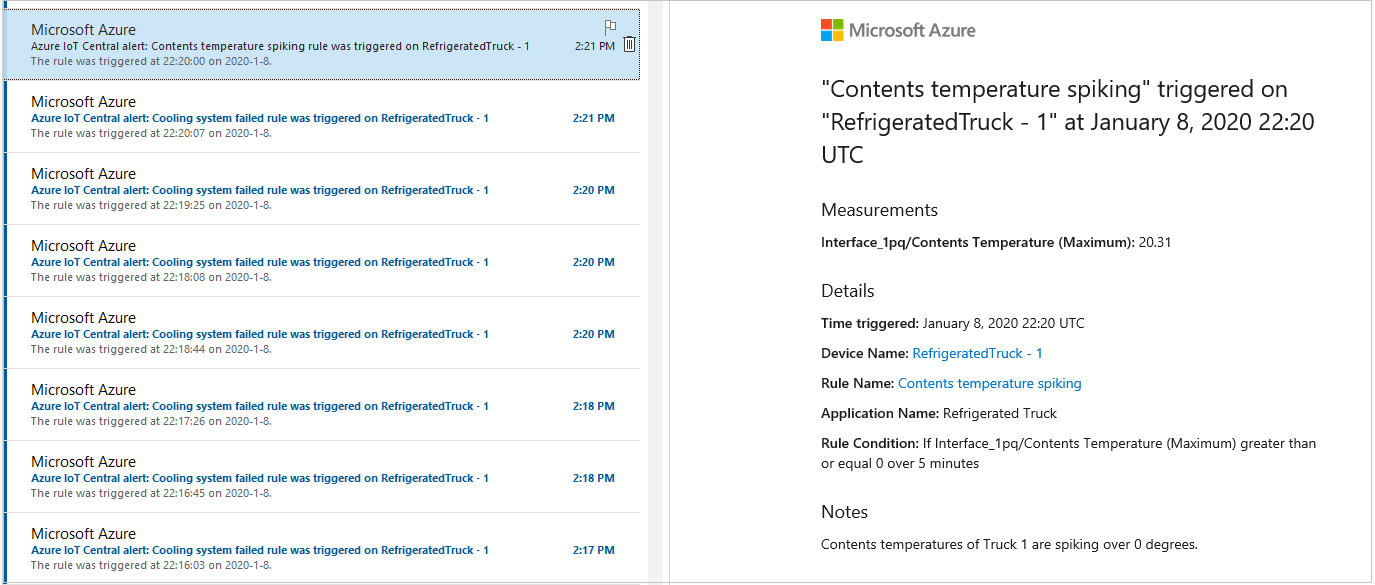 Microsoft Azure
Azure IoT Central alert: Contents temperature spiking rule was triggered on RefrigeratedTruck - 1 2:21 PM
The rule was triggered at 22:20:00 on 2020-1-8.
Microsoft Azure
Azure IoT Central alert: Cooling system failed rule was triggered on RefrigeratedTruck - 1 2:21 PM
The rule was triggered at 22:20:07 on 2020-1-8.
Microsoft Azure
Azure IoT Central alert: Cooling system failed rule was triggered on RefrigeratedTruck - 1 2:20 PM
The rule was triggered at 22:19:25 on 2020-1-8.
Microsoft Azure
Azure IoT Central alert: Cooling system failed rule was triggered on RefrigeratedTruck - 1 2:20 PM
The rule was triggered at 22:18:08 on 2020-1-8.
Microsoft Azure
Azure IoT Central alert: Cooling system failed rule was triggered on RefrigeratedTruck - 1 2:20 PM
The rule was triggered at 22:18:44 on 2020-1-8.
Microsoft Azure
Azure IoT Central alert: Cooling system failed rule was triggered on RefrigeratedTruck - 1 2:18 PM
The rule was triggered at 22:17:26 on 2020-1-8.
Microsoft Azure
Azure IoT Central alert: Cooling system failed rule was triggered on RefrigeratedTruck - 1 2:18 PM
The rule was triggered at 22:16:45 on 2020-1-8.
Microsoft Azure
Azure IoT Central alert: Cooling system failed rule was triggered on RefrigeratedTruck - 1 2:17 PM
The rule was triggered at 22:16:03 on 2020-1-8.
Microsoft Azure
"Contents temperature spiking" triggered on
"RefrigeratedTruck - 1" at January 8, 2020 22:20
UTC
Measurements
Interface_1pq/Contents Temperature (Maximum): 20.31
Details
Time triggered: January 8, 2020 22:20 UTC
Device Name: RefrigeratedTruck - 1
Rule Name: Contents temperature spiking
Application Name: Refrigerated Truck
Rule Condition: If Interface_1pq/Contents Temperature (Maximum) greater than
or equal 0 over 5 minutes
Notes
Contents temperatures of Truck 1 are spiking over 0 degrees.